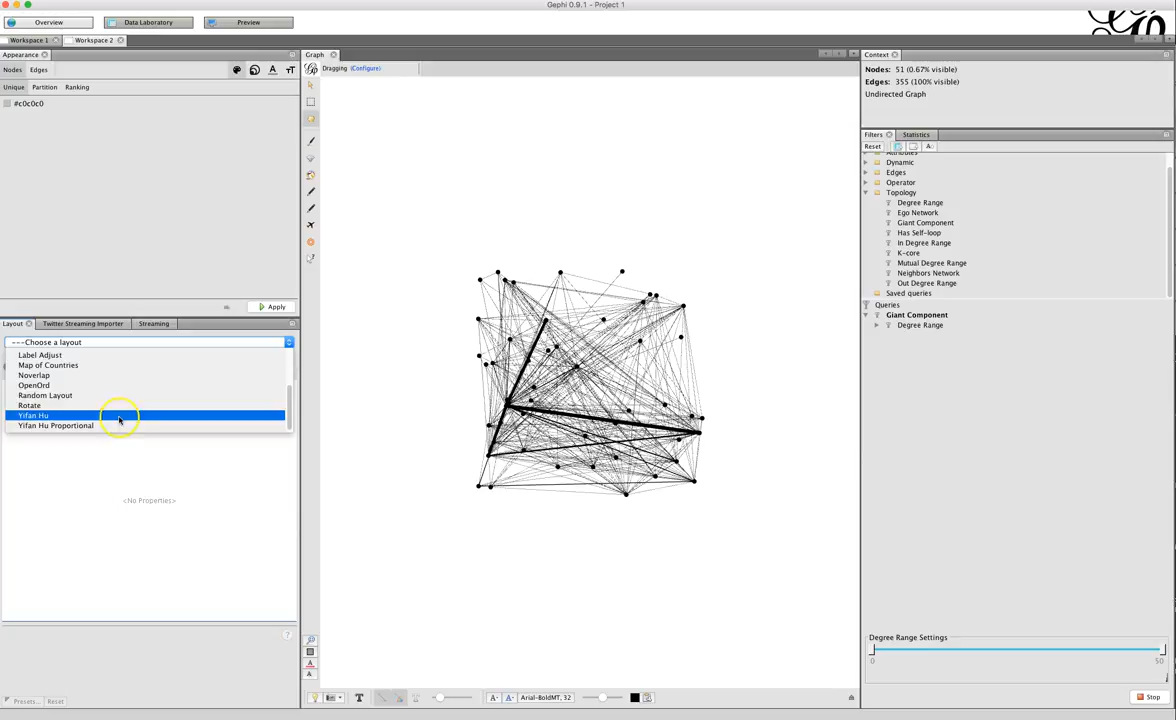 Gephi 0.9.1 - Project 1
Overview
Data Laboratory
Preview
Workspace 1
Workspace 2
Appearance
Graph
Context
Nodes
Edges
Dragging (Configure)
Nodes: 51 (0.67% visible)
Edges: 355 (100% visible)
Undirected Graph
Unique
Partition
Ranking
#c0c0c0
Filters
Statistics
Reset
Attributes
Dynamic
Edges
Operator
Topology
Degree Range
Ego Network
Giant Component
Has Self-loop
In Degree Range
K-core
Mutual Degree Range
Neighbors Network
Out Degree Range
Saved queries
Queries
Giant Component
Degree Range
Apply
Layout
Twitter Streaming Importer
Streaming
---Choose a layout
Label Adjust
Map of Countries
Noverlap
OpenOrd
Random Layout
Rotate
Yifan Hu
Yifan Hu Proportional
<No Properties>
Degree Range Settings
0
50
Presets...
Reset
Arial-BoldMT, 32
Stop